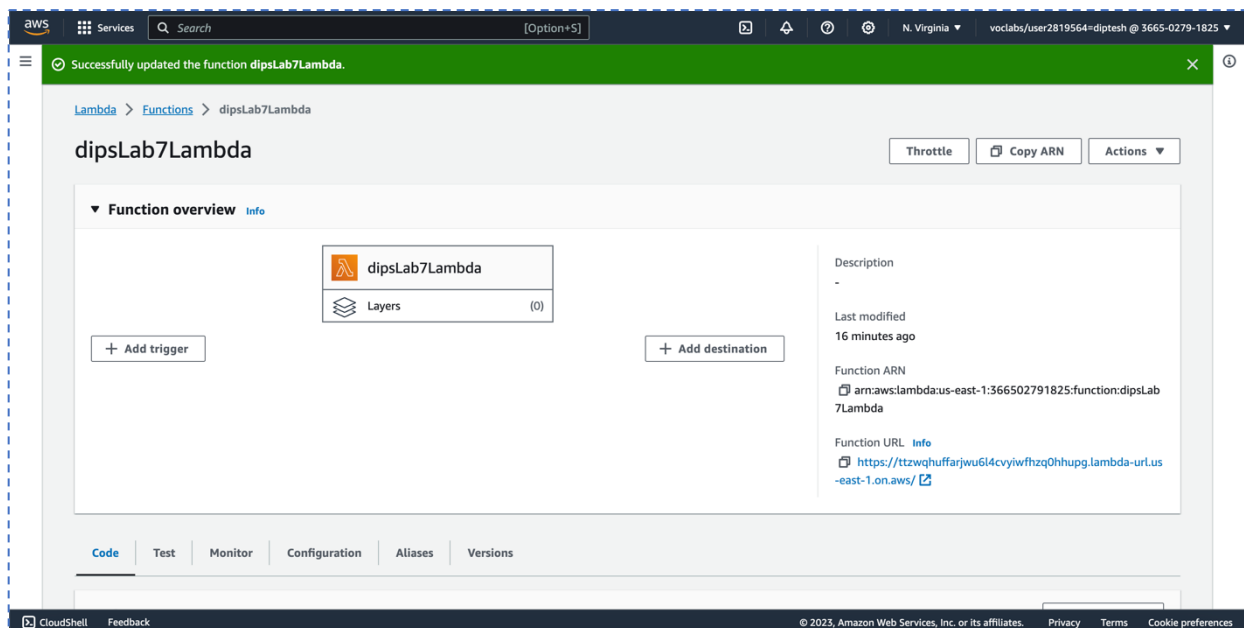 aws Services Search [Option+S] N. Virginia ▼ voclabs/user2819564=diptesh @ 3665-0279-1825 ▼
Successfully updated the function dipsLab7Lambda.
Lambda > Functions > dipsLab7Lambda
dipsLab7Lambda
Throttle Copy ARN Actions ▼
▼ Function overview Info
dipsLab7Lambda
Layers (0)
+ Add trigger
+ Add destination
Description
-
Last modified
16 minutes ago
Function ARN
arn:aws:lambda:us-east-1:366502791825:function:dipsLab
7Lambda
Function URL Info
https://ttzwqhuffarjwu6l4cvyiwfhzq0hhupg.lambda-url.us
-east-1.on.aws/
Code Test Monitor Configuration Aliases Versions
CloudShell Feedback © 2023, Amazon Web Services, Inc. or its affiliates. Privacy Terms Cookie preferences